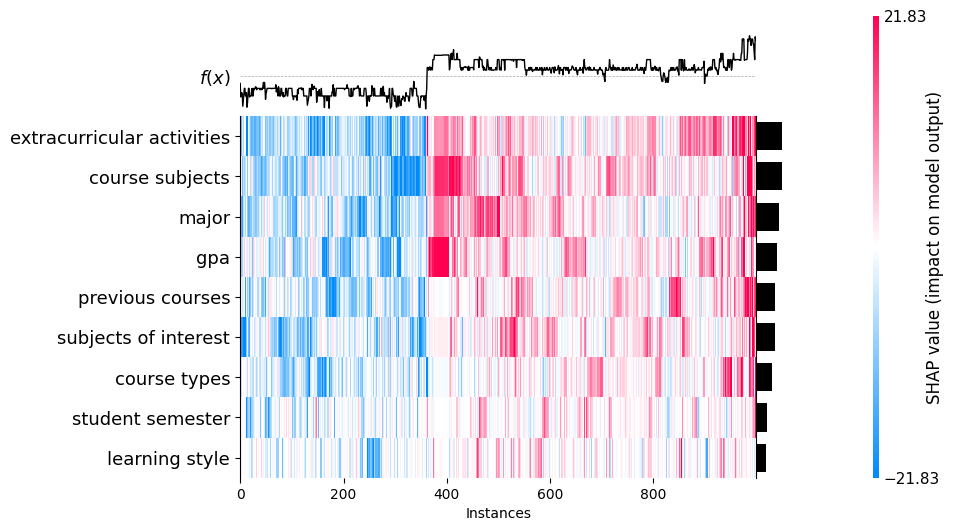 21.83
f(x)
extracurricular activities
course subjects
major
gpa
previous courses
subjects of interest
course types
student semester
learning style
SHAP value (impact on model output)
−21.83
0 200 400 600 800
Instances